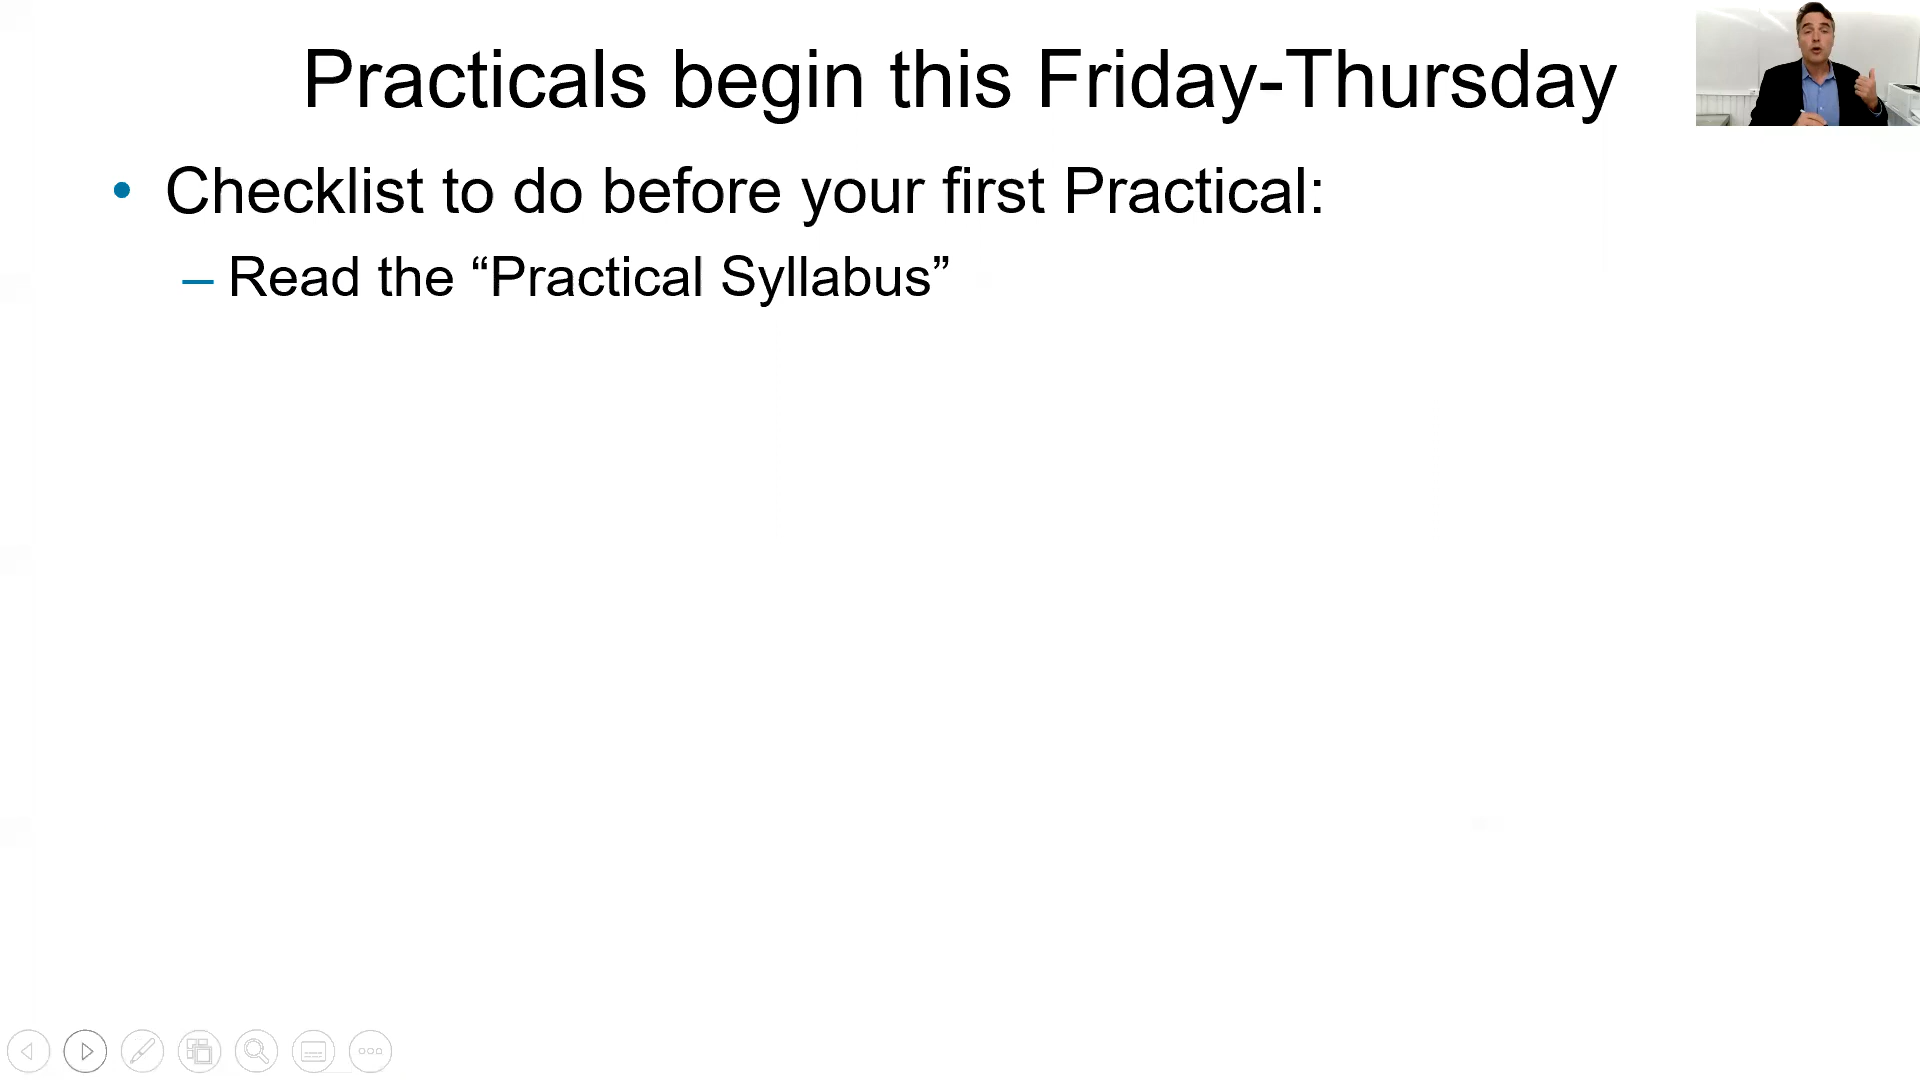 Practicals begin this Friday-Thursday
• Checklist to do before your first Practical:
– Read the “Practical Syllabus”